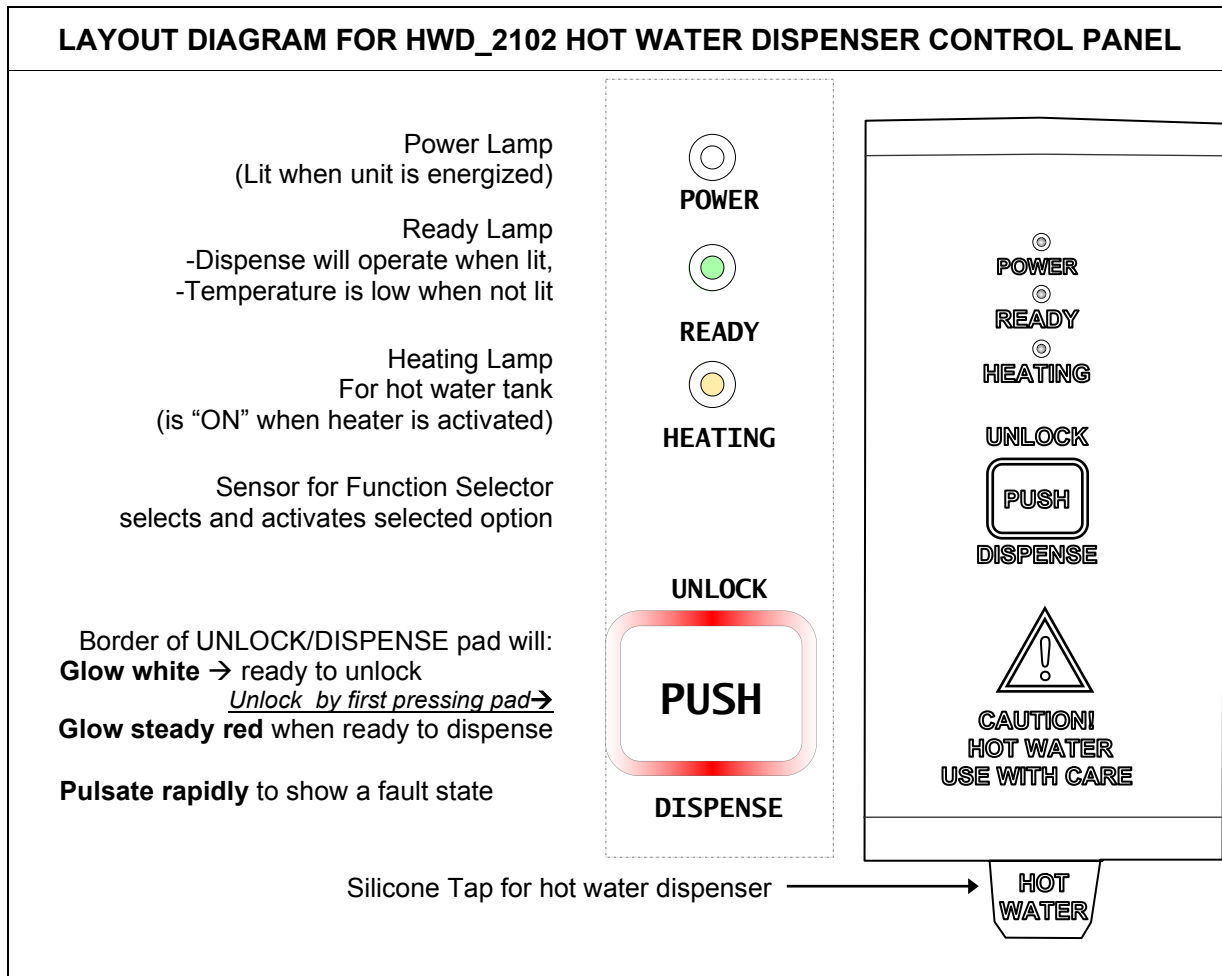 LAYOUT DIAGRAM FOR HWD_2102 HOT WATER DISPENSER CONTROL PANEL
Power Lamp
(Lit when unit is energized)
Ready Lamp
-Dispense will operate when lit,
-Temperature is low when not lit
Heating Lamp
For hot water tank
(is “ON” when heater is activated)
Sensor for Function Selector
selects and activates selected option
Border of UNLOCK/DISPENSE pad will:
Glow white → ready to unlock
Unlock by first pressing pad→
Glow steady red when ready to dispense
Pulsate rapidly to show a fault state
POWER
READY
HEATING
UNLOCK
PUSH
DISPENSE
POWER
READY
HEATING
UNLOCK
PUSH
DISPENSE
!
CAUTION!
HOT WATER
USE WITH CARE
Silicone Tap for hot water dispenser
HOT
WATER